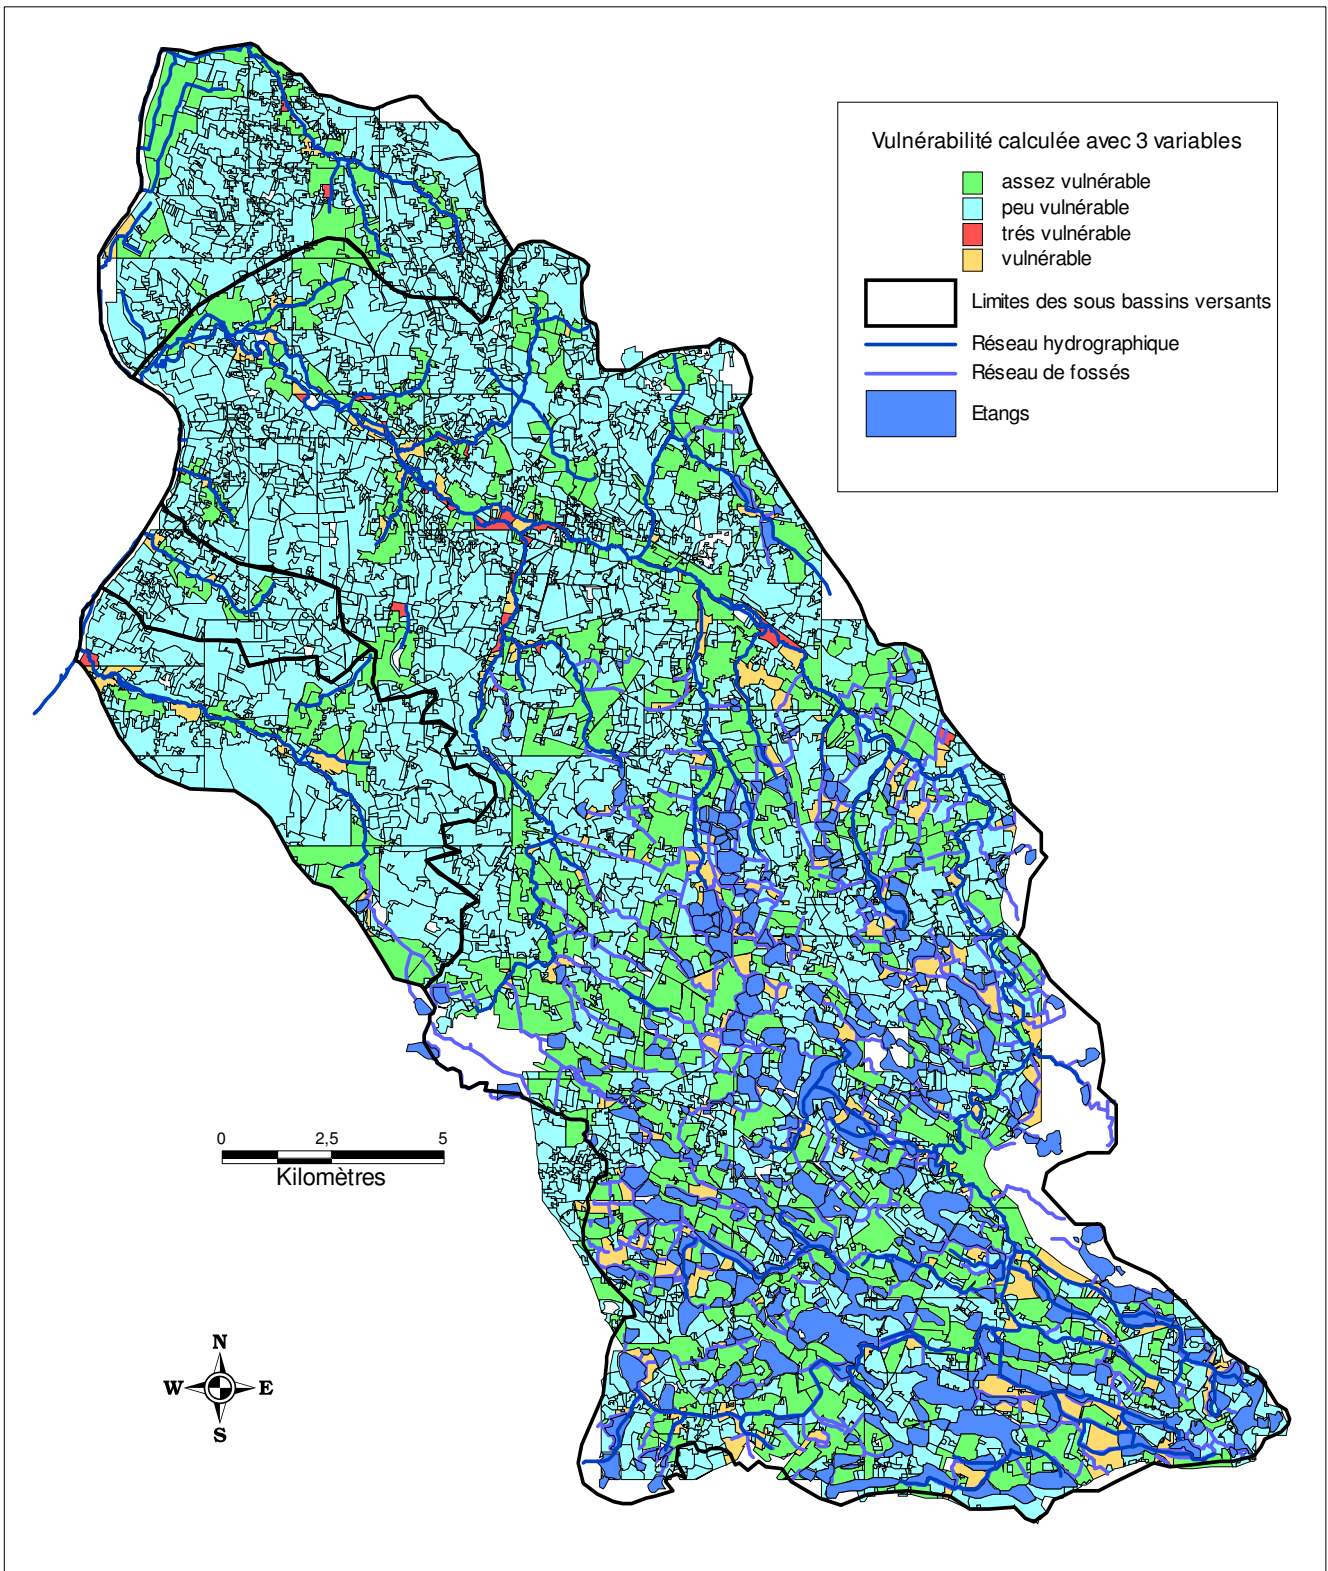 Vulnérabilité calculée avec 3 variables
assez vulnérable
peu vulnérable
trés vulnérable
vulnérable
Limites des sous bassins versants
Réseau hydrographique
Réseau de fossés
Etangs
0 2,5 5
Kilomètres
N
W E
S